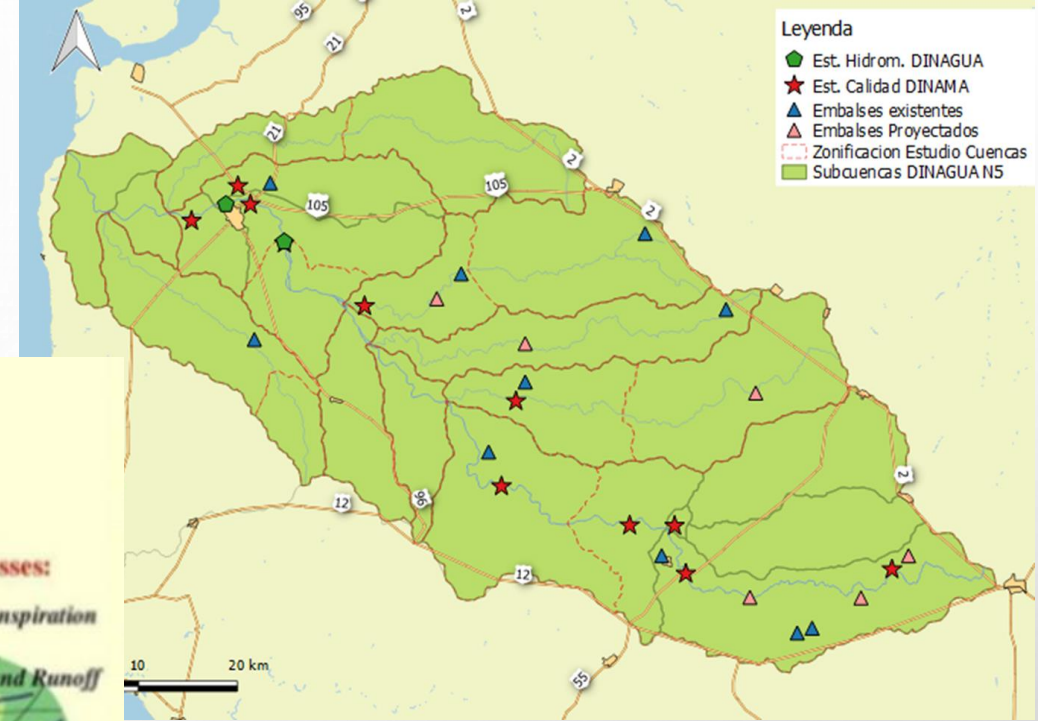 95
21
2
Leyenda
Est. Hidrom. DINAGUA
Est. Calidad DINAMA
Embalses existentes
Embalses Proyectados
Zonificacion Estudio Cuencas
Subcuencas DINAGUA N5
21
2
105
105
2
2
96
12
12
55
10 20 km
sses:
nspiration
nd Runoff